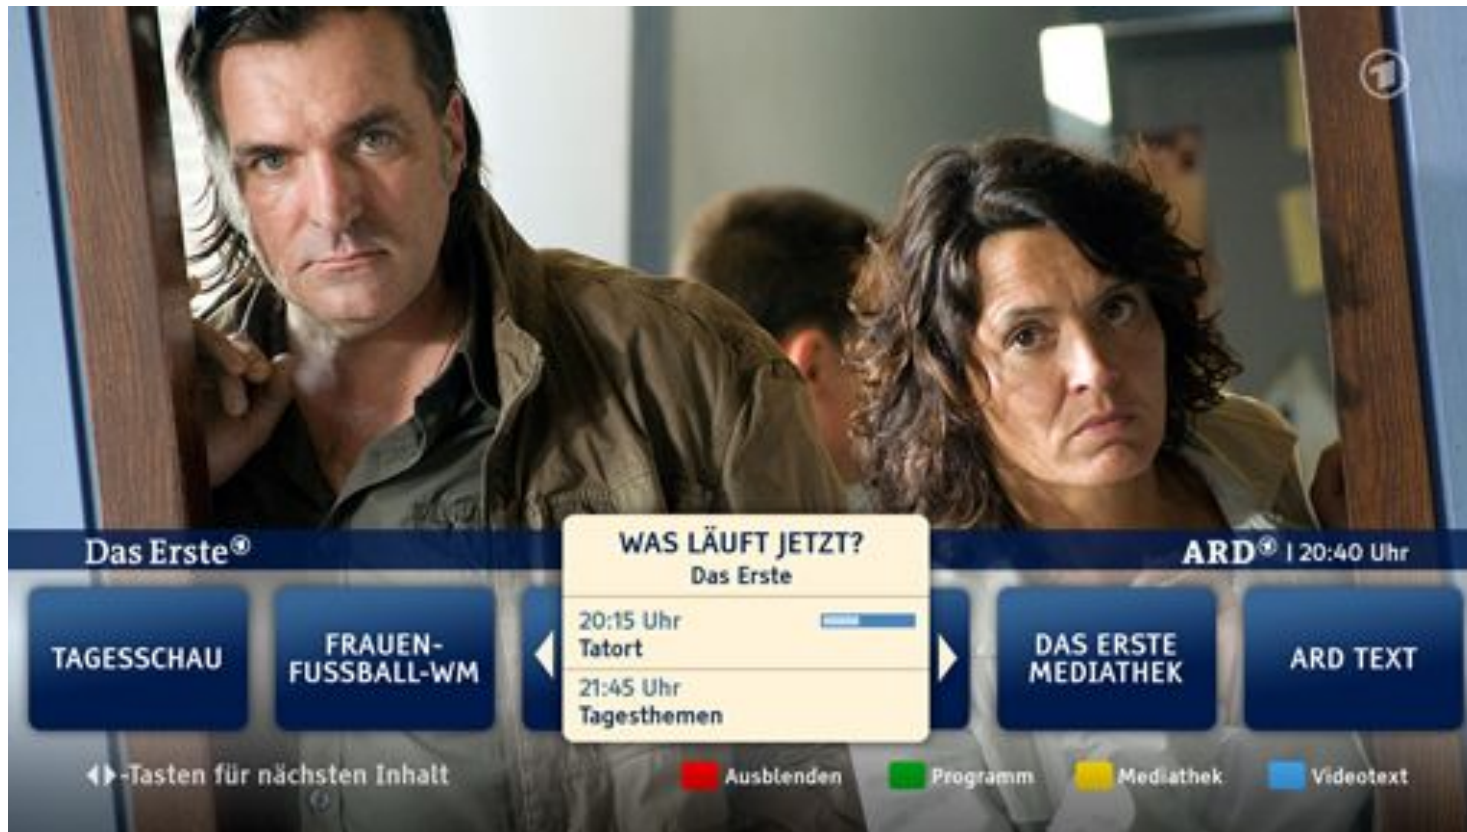 Das Erste
WAS LÄUFT JETZT?
Das Erste
20:15 Uhr
Tatort
21:45 Uhr
Tagesthemen
ARD | 20:40 Uhr
TAGESSCHAU
FRAUEN-
FUSSBALL-WM
DAS ERSTE
MEDIATHEK
ARD TEXT
-Tasten für nächsten Inhalt
Ausblenden
Programm
Mediathek
Videotext